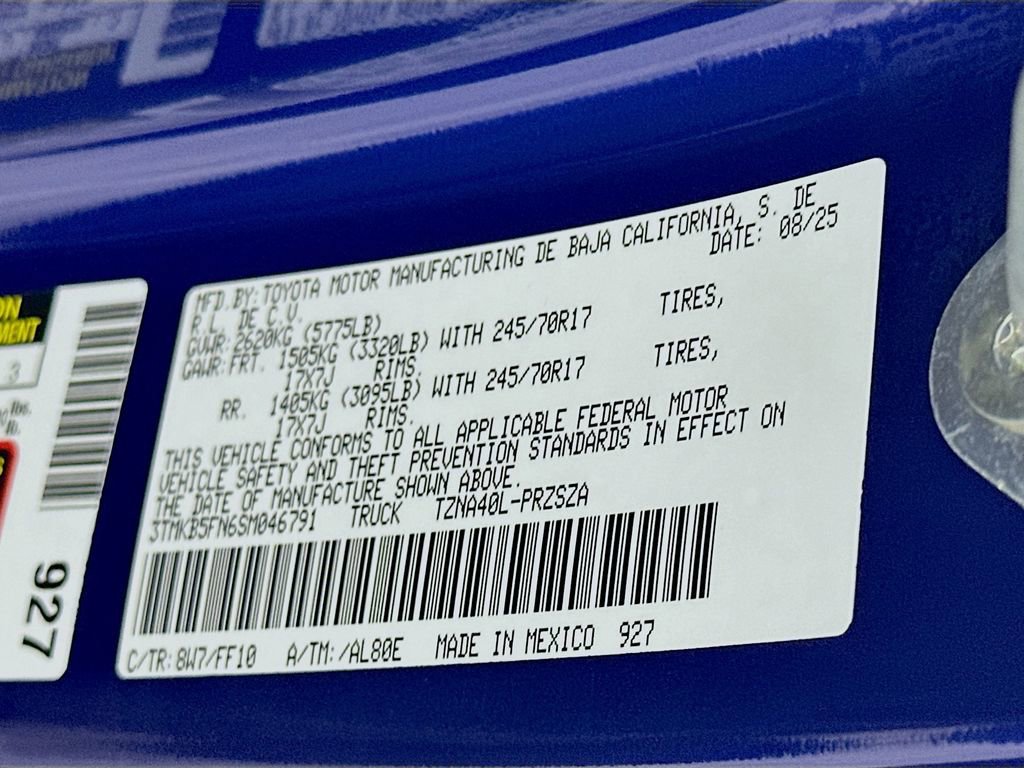 MFD.BY:TOYOTA MOTOR MANUFACTURING DE BAJA CALIFORNIA, S. DE
R.L. DE C.V.
DATE: 08/25
GVWR:2620KG (5775LB)
GAWR:FRT. 1505KG (3320LB) WITH 245/70R17 TIRES,
17X7J RIMS.
RR. 1405KG (3095LB) WITH 245/70R17 TIRES,
17X7J RIMS.
THIS VEHICLE CONFORMS TO ALL APPLICABLE FEDERAL MOTOR
VEHICLE SAFETY AND THEFT PREVENTION STANDARDS IN EFFECT ON
THE DATE OF MANUFACTURE SHOWN ABOVE.
3TMKB5FN6SM046791 TRUCK TZNA40L-PRZSZA
C/TR:8W7/FF10 A/TM:/AL80E MADE IN MEXICO 927
3
lbs.
lb.
927